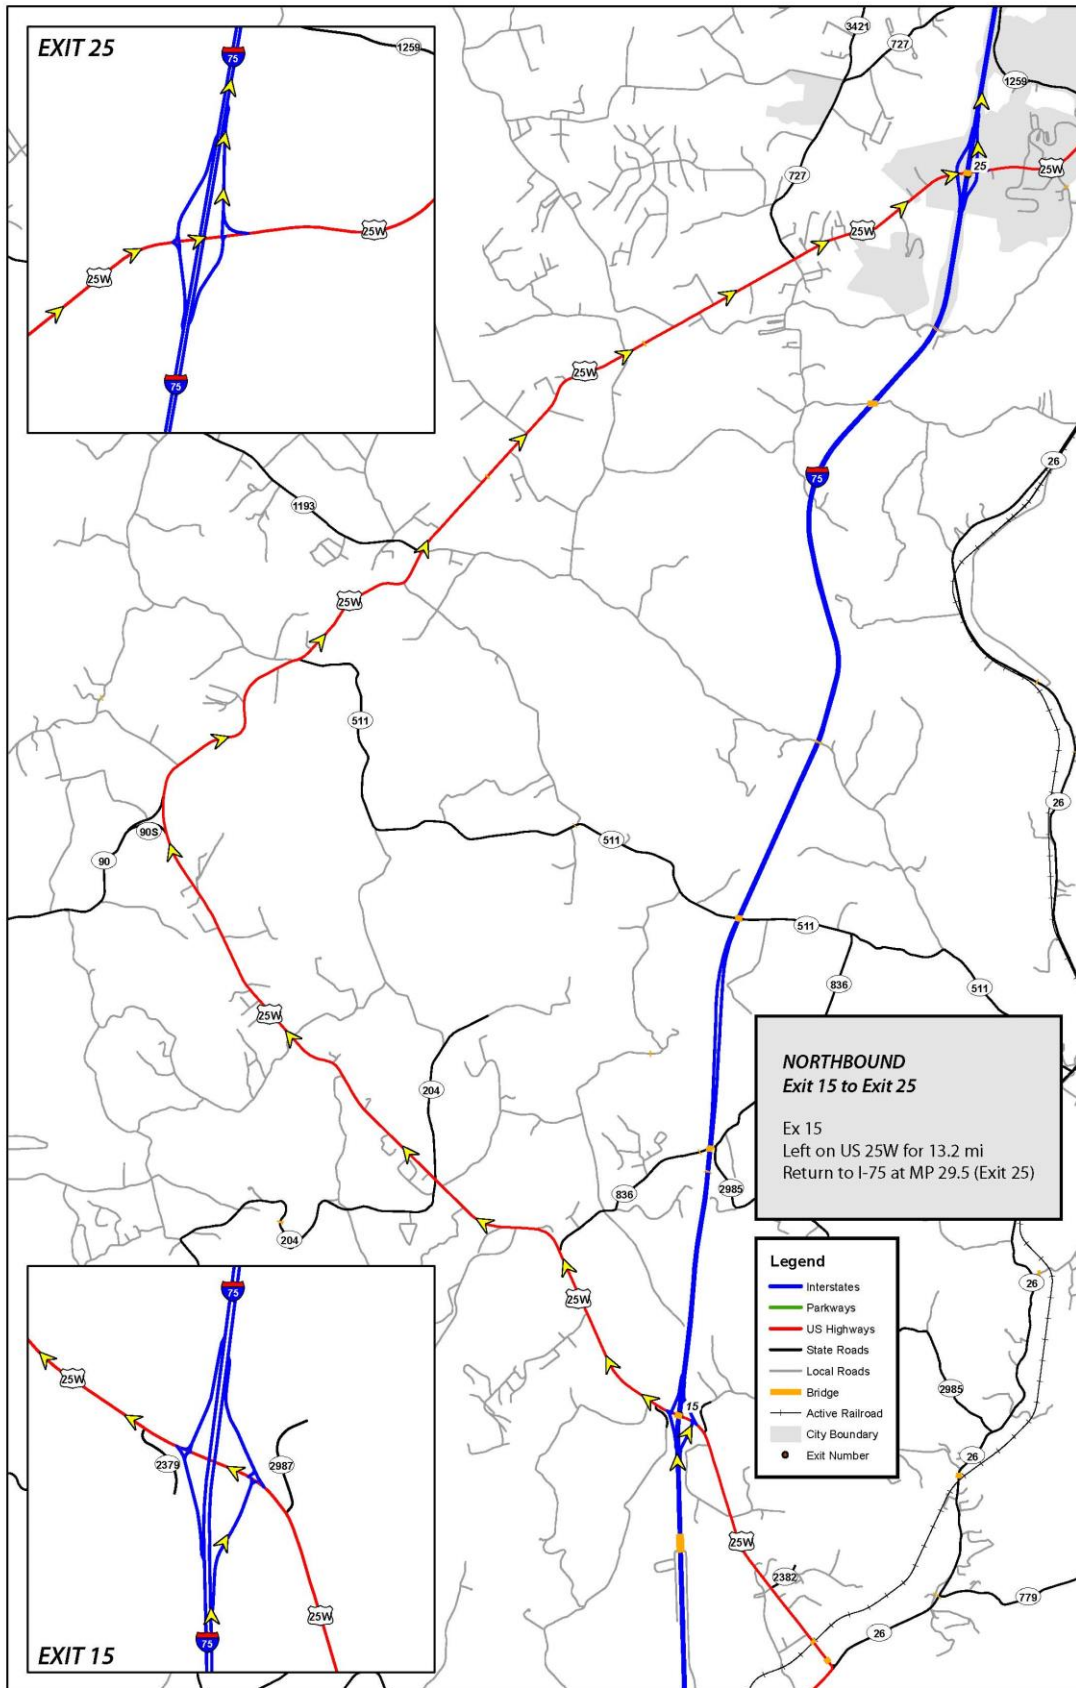 EXIT 25
75
1259
25W
25W
75
3421
727
1259
727
25
25W
25W
25W
75
26
1193
25W
511
26
90S
90
511
511
836
511
25W
204
NORTHBOUND
Exit 15 to Exit 25
Ex 15
Left on US 25W for 13.2 mi
Return to I-75 at MP 29.5 (Exit 25)
836
2985
204
26
25W
Legend
Interstates
Parkways
US Highways
State Roads
Local Roads
Bridge
Active Railroad
City Boundary
Exit Number
2985
15
26
25W
2382
779
26
75
25W
2379
2987
25W
75
EXIT 15